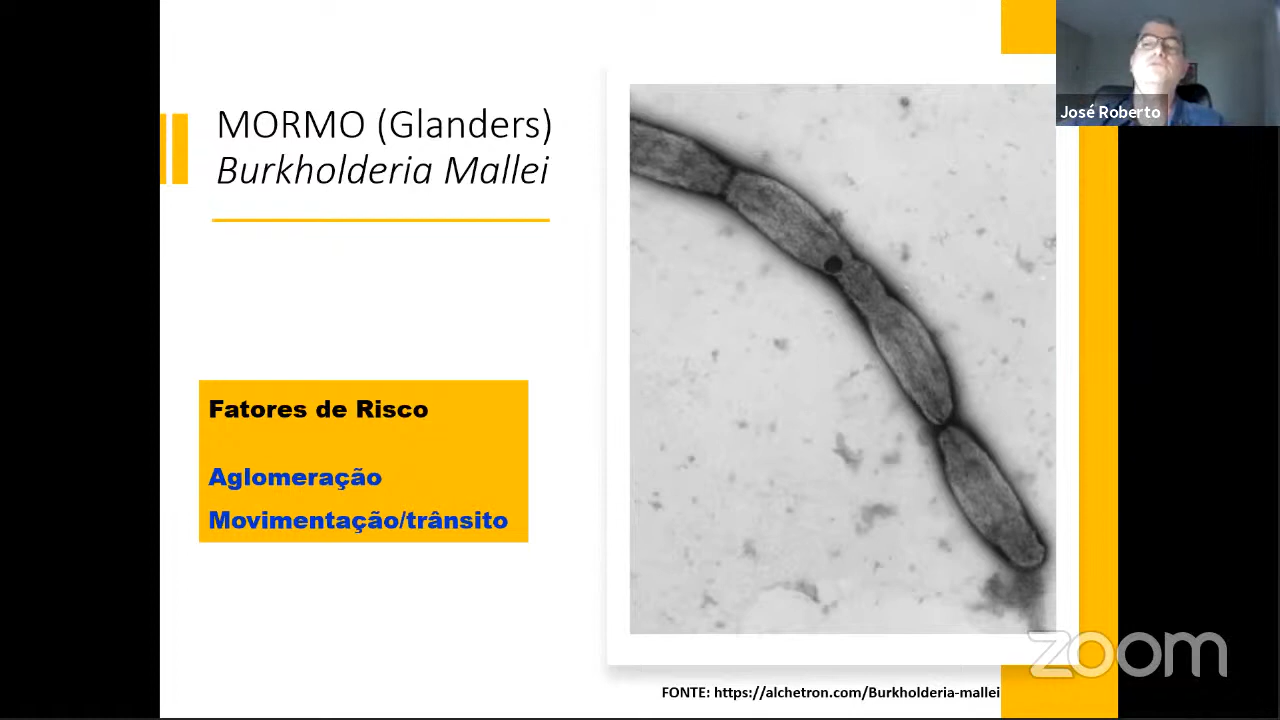 MORMO (Glanders)
Burkholderia Mallei
José Roberto
Fatores de Risco
Aglomeração
Movimentação/trânsito
zoom
FONTE: https://alchetron.com/Burkholderia-mallei